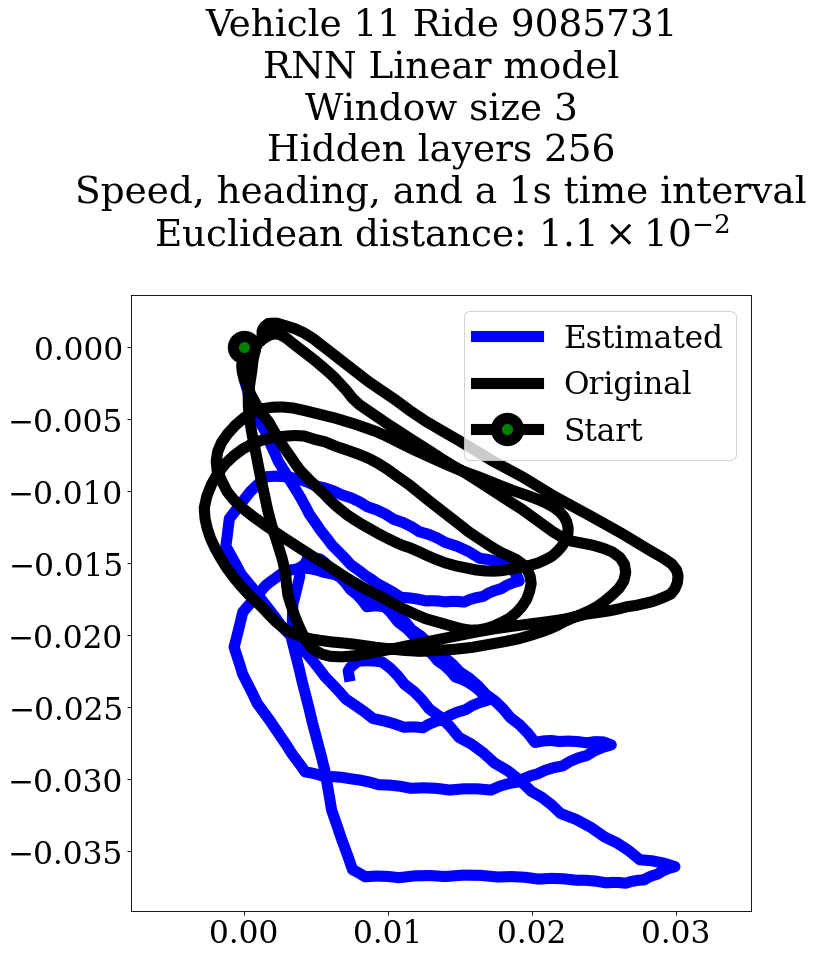 Vehicle 11 Ride 9085731
RNN Linear model
Window size 3
Hidden layers 256
Speed, heading, and a 1s time interval
Euclidean distance: 1.1 × 10⁻²
Estimated
Original
Start
0.000
−0.005
−0.010
−0.015
−0.020
−0.025
−0.030
−0.035
0.00 0.01 0.02 0.03